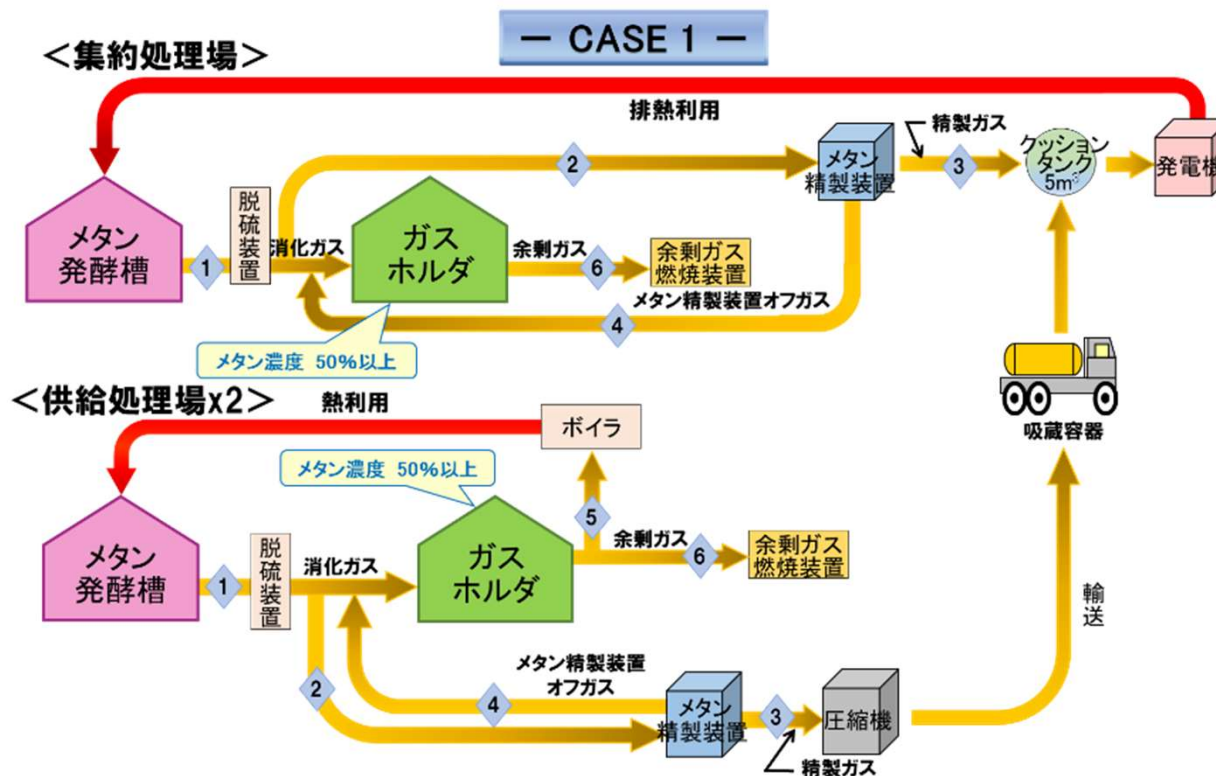 ― CASE 1 ―
＜集約処理場＞
排熱利用
メタン
発酵槽
1
脱硫装置
消化ガス
2
ガス
ホルダ
余剰ガス
6
余剰ガス
燃焼装置
メタン
精製装置
精製ガス
3
クッション
タンク
5m³
発電機
メタン精製装置オフガス
4
メタン濃度 50%以上
＜供給処理場x2＞
熱利用
ボイラ
メタン濃度 50%以上
メタン
発酵槽
1
脱硫装置
消化ガス
ガス
ホルダ
5
余剰ガス
6
余剰ガス
燃焼装置
吸蔵容器
輸送
2
メタン精製装置
オフガス
4
メタン
精製装置
3
精製ガス
圧縮機